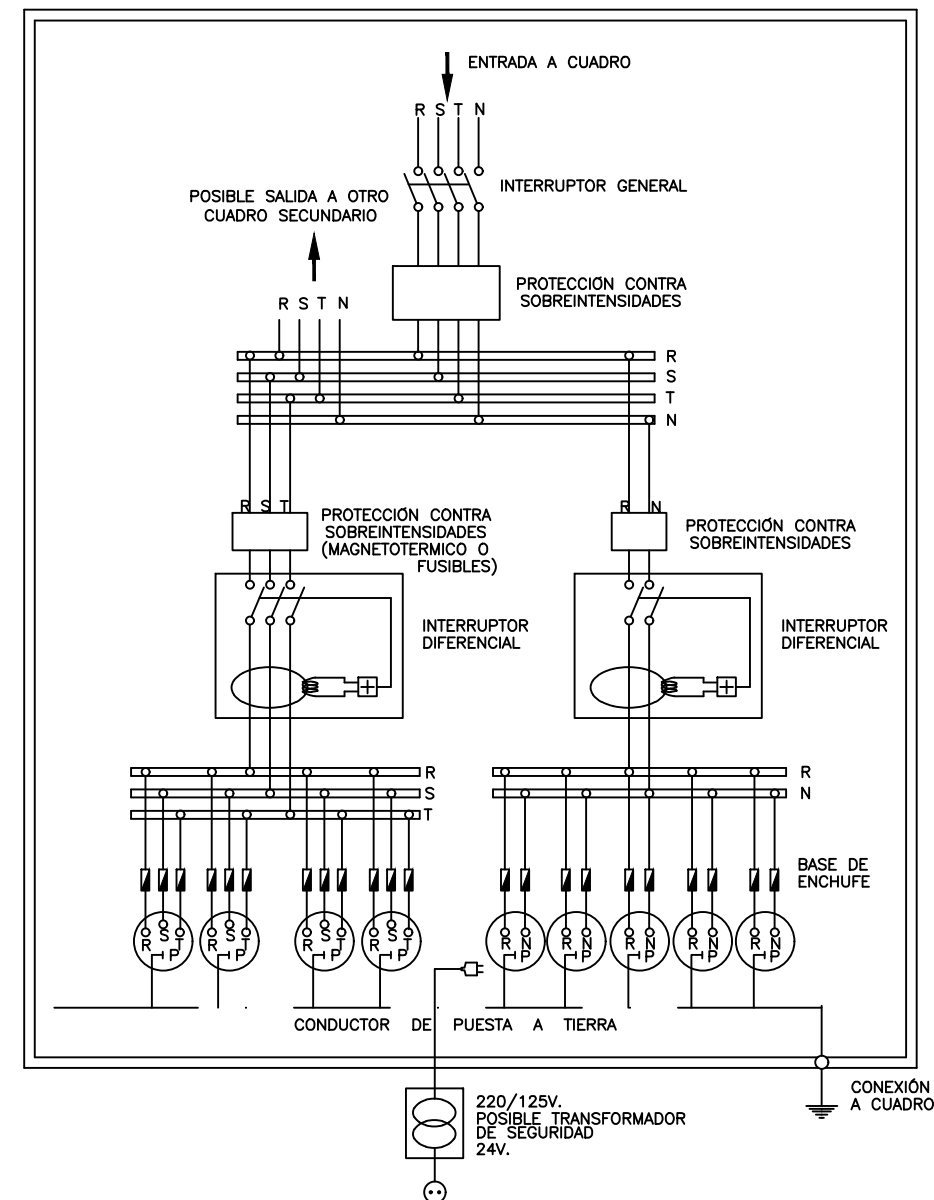 ENTRADA A CUADRO
R S T N
INTERRUPTOR GENERAL
POSIBLE SALIDA A OTRO
CUADRO SECUNDARIO
PROTECCIÓN CONTRA
SOBREINTENSIDADES
R S T N
R
S
T
N
R S T
PROTECCIÓN CONTRA
SOBREINTENSIDADES
(MAGNETOTERMICO O
FUSIBLES)
R N
PROTECCIÓN CONTRA
SOBREINTENSIDADES
INTERRUPTOR
DIFERENCIAL
INTERRUPTOR
DIFERENCIAL
R
S
T
R
N
BASE DE
ENCHUFE
R S T
P
R S T
P
R S T
P
R S T
P
R N
P
R N
P
R N
P
R N
P
R N
P
CONDUCTOR DE PUESTA A TIERRA
CONEXIÓN
A CUADRO
220/125V.
POSIBLE TRANSFORMADOR
DE SEGURIDAD
24V.